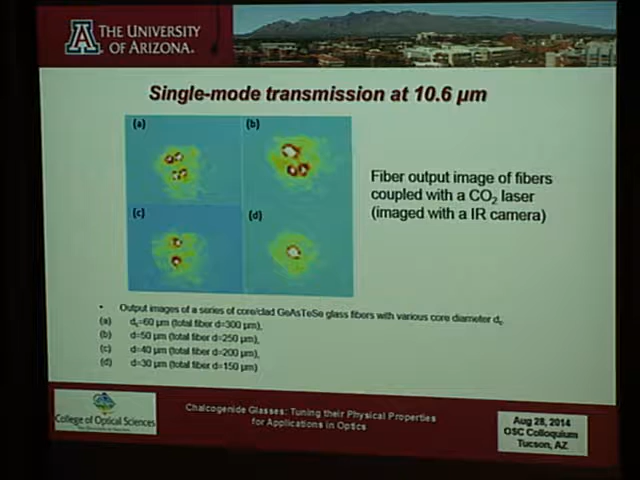 THE UNIVERSITY
OF ARIZONA.
Single-mode transmission at 10.6 µm
(a)
(b)
(c)
(d)
Fiber output image of fibers
coupled with a CO₂ laser
(imaged with a IR camera)
• Output images of a series of core/clad GeAsTeSe glass fibers with various core diameter dc
(a) dc=60 µm (total fiber d=300 µm),
(b) d=50 µm (total fiber d=250 µm),
(c) d=40 µm (total fiber d=200 µm),
(d) d=30 µm (total fiber d=150 µm)
College of Optical Sciences
Chalcogenide Glasses: Tuning their Physical Properties
for Applications in Optics
Aug 28, 2014
OSC Colloquium
Tucson, AZ